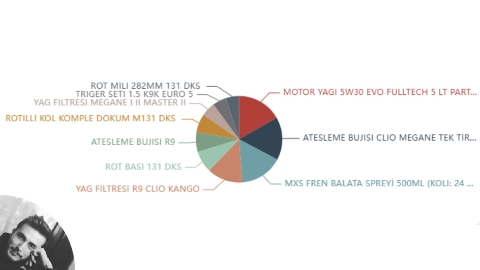 ROT MILI 282MM 131 DKS
TRIGER SETI 1.5 K9K EURO 5
YAG FILTRESI MEGANE I II MASTER II
ROTILLI KOL KOMPLE DOKUM M131 DKS
ATESLEME BUJISI R9
ROT BASI 131 DKS
YAG FILTRESI R9 CLIO KANGO
MOTOR YAGI 5W30 EVO FULLTECH 5 LT PART...
ATESLEME BUJISI CLIO MEGANE TEK TIR...
MXS FREN BALATA SPREYİ 500ML (KOLI: 24 ...